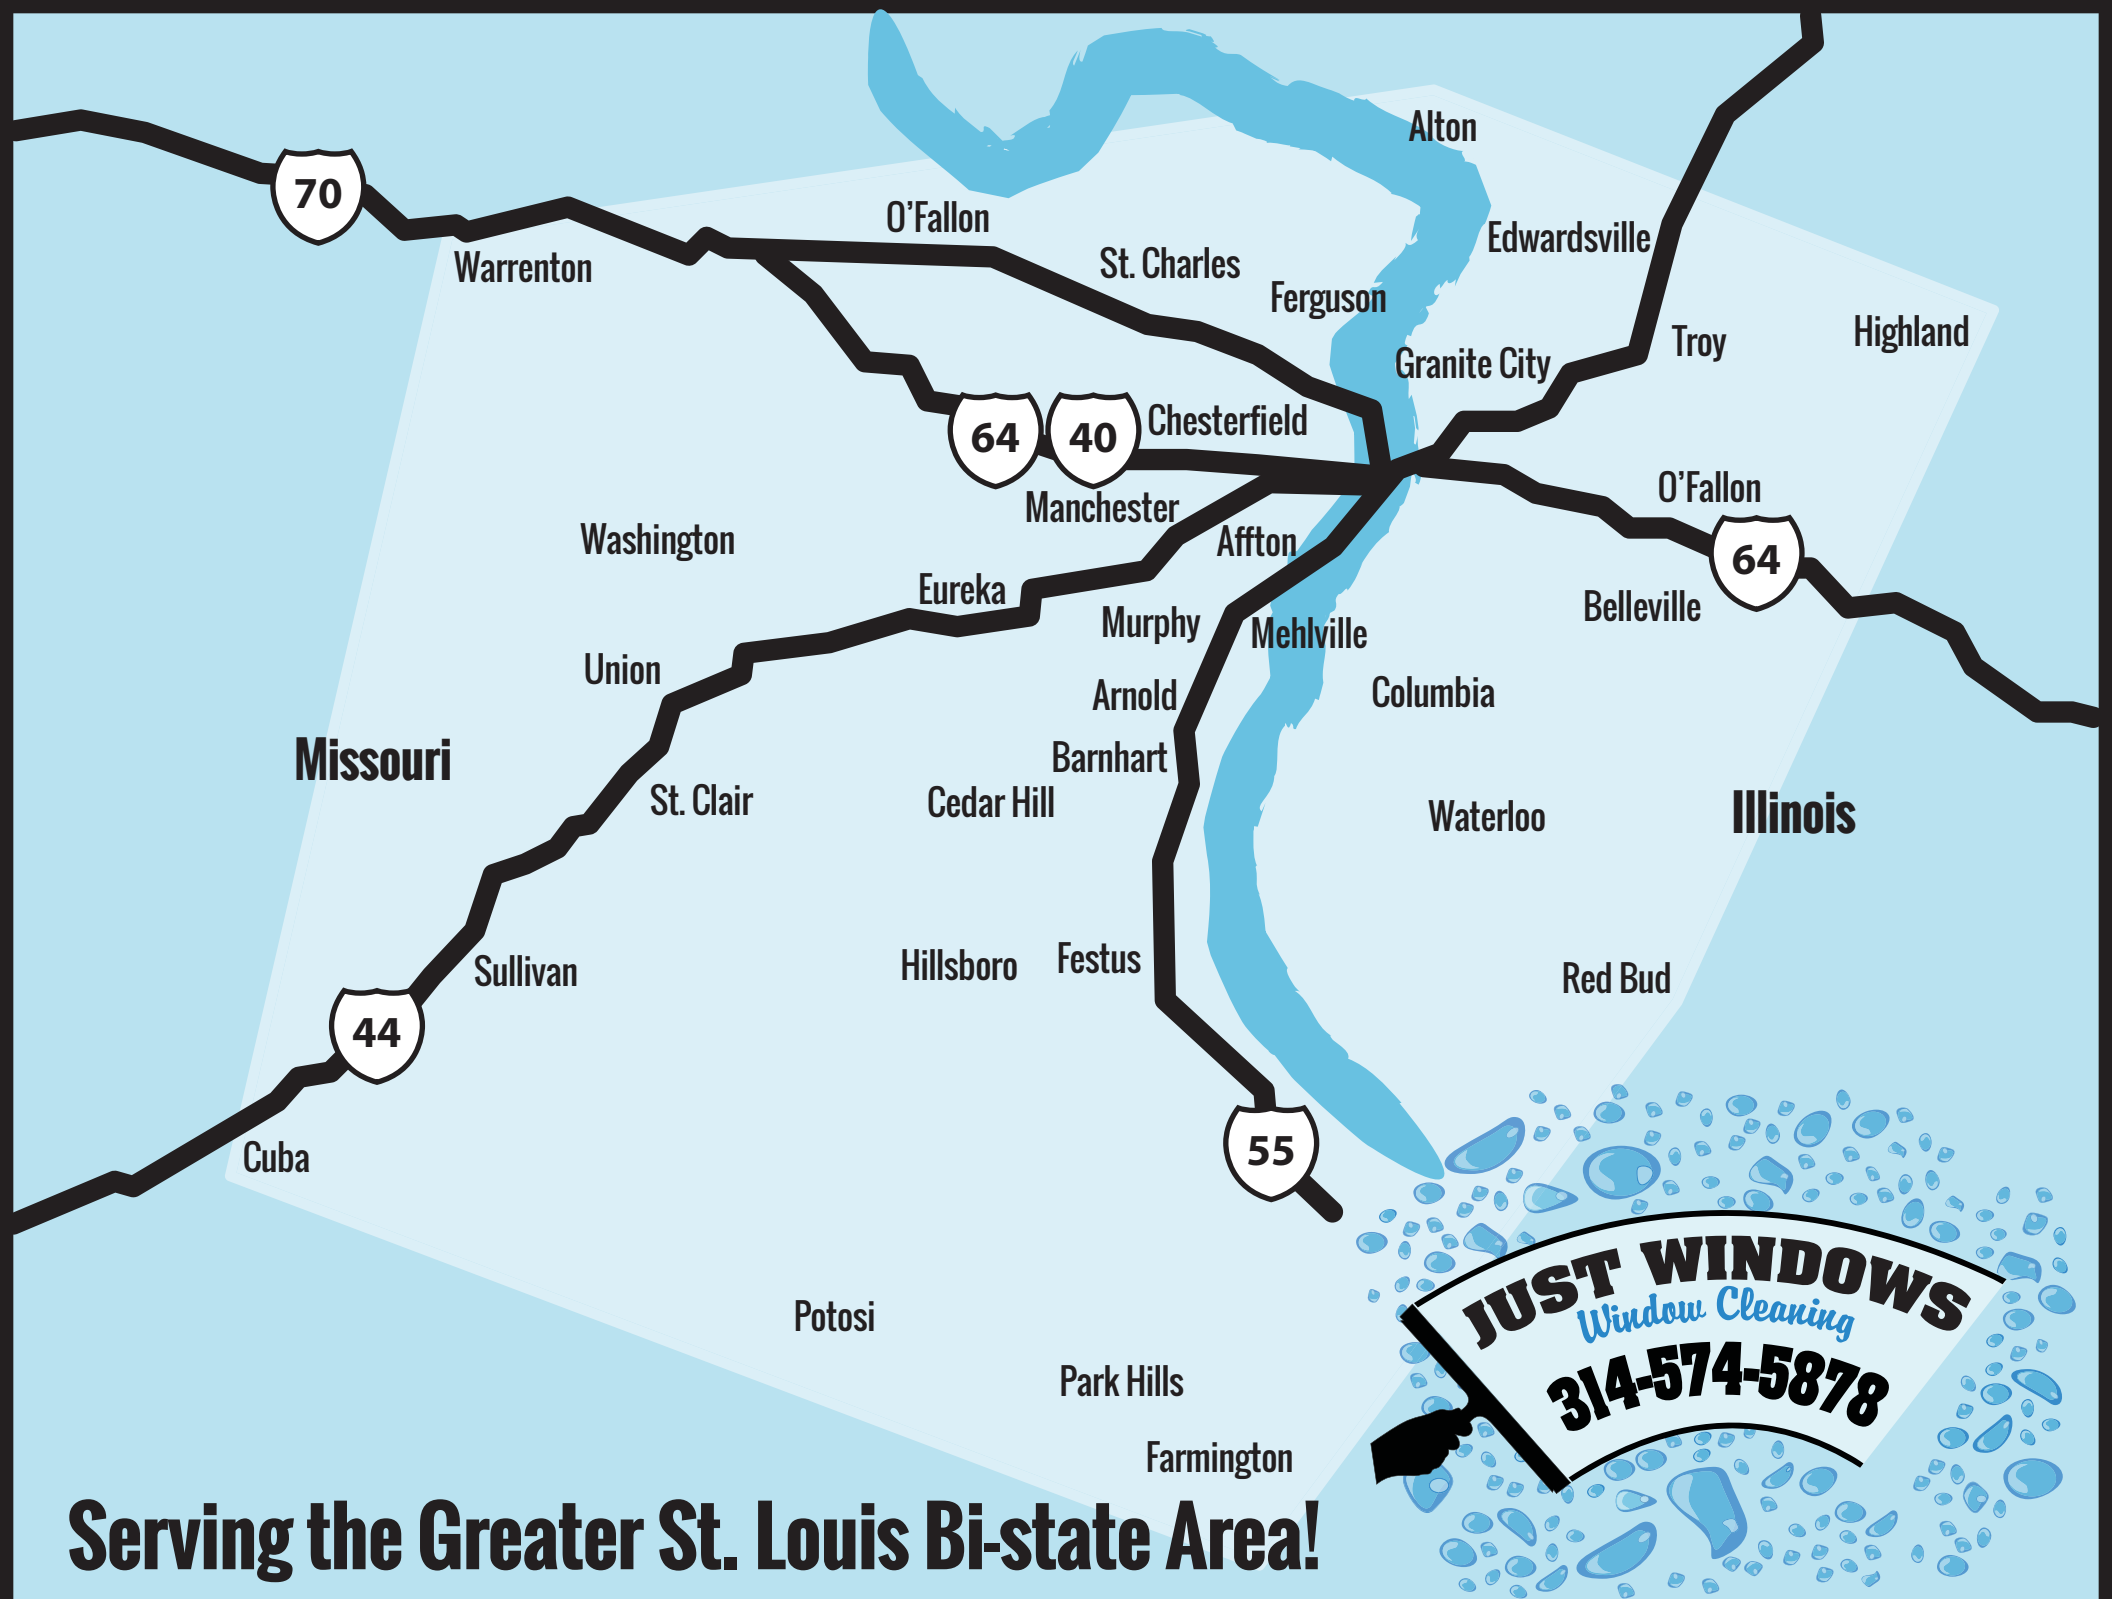 Alton
70
O'Fallon
Edwardsville
St. Charles
Warrenton
Ferguson
Highland
Troy
Granite City
Chesterfield
64
40
O'Fallon
Manchester
Washington
Affton
64
Eureka
Belleville
Murphy
Mehlville
Union
Arnold
Columbia
Missouri
Barnhart
St. Clair
Cedar Hill
Waterloo
Illinois
Sullivan
Hillsboro
Festus
Red Bud
44
55
Cuba
Potosi
Park Hills
Farmington
JUST WINDOWS
Window Cleaning
314-574-5878
Serving the Greater St. Louis Bi-state Area!